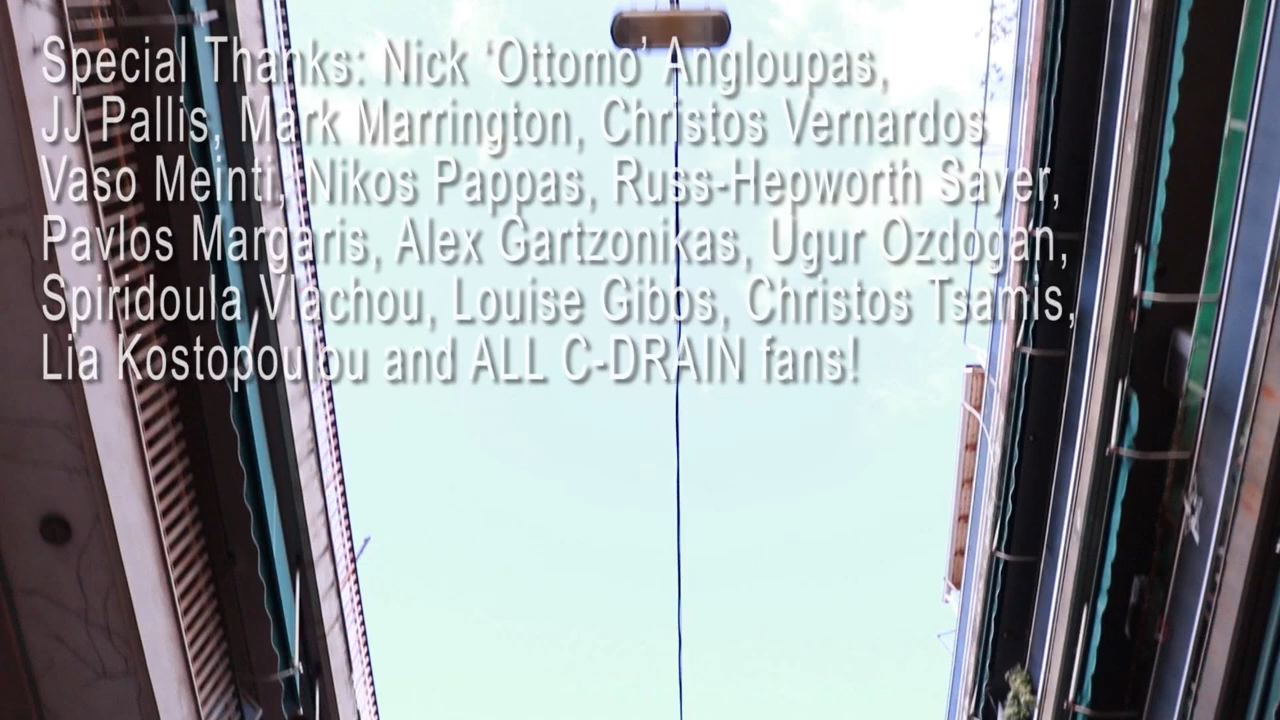 Special Thanks: Nick ‘Ottomo’ Angloupas,
JJ Pallis, Mark Marrington, Christos Vernardos
Vaso Meinti, Nikos Pappas, Russ-Hepworth Sayer,
Pavlos Margaris, Alex Gartzonikas, Ugur Ozdogan,
Spiridoula Vlachou, Louise Gibbs, Christos Tsamis,
Lia Kostopoulou and ALL C-DRAIN fans!